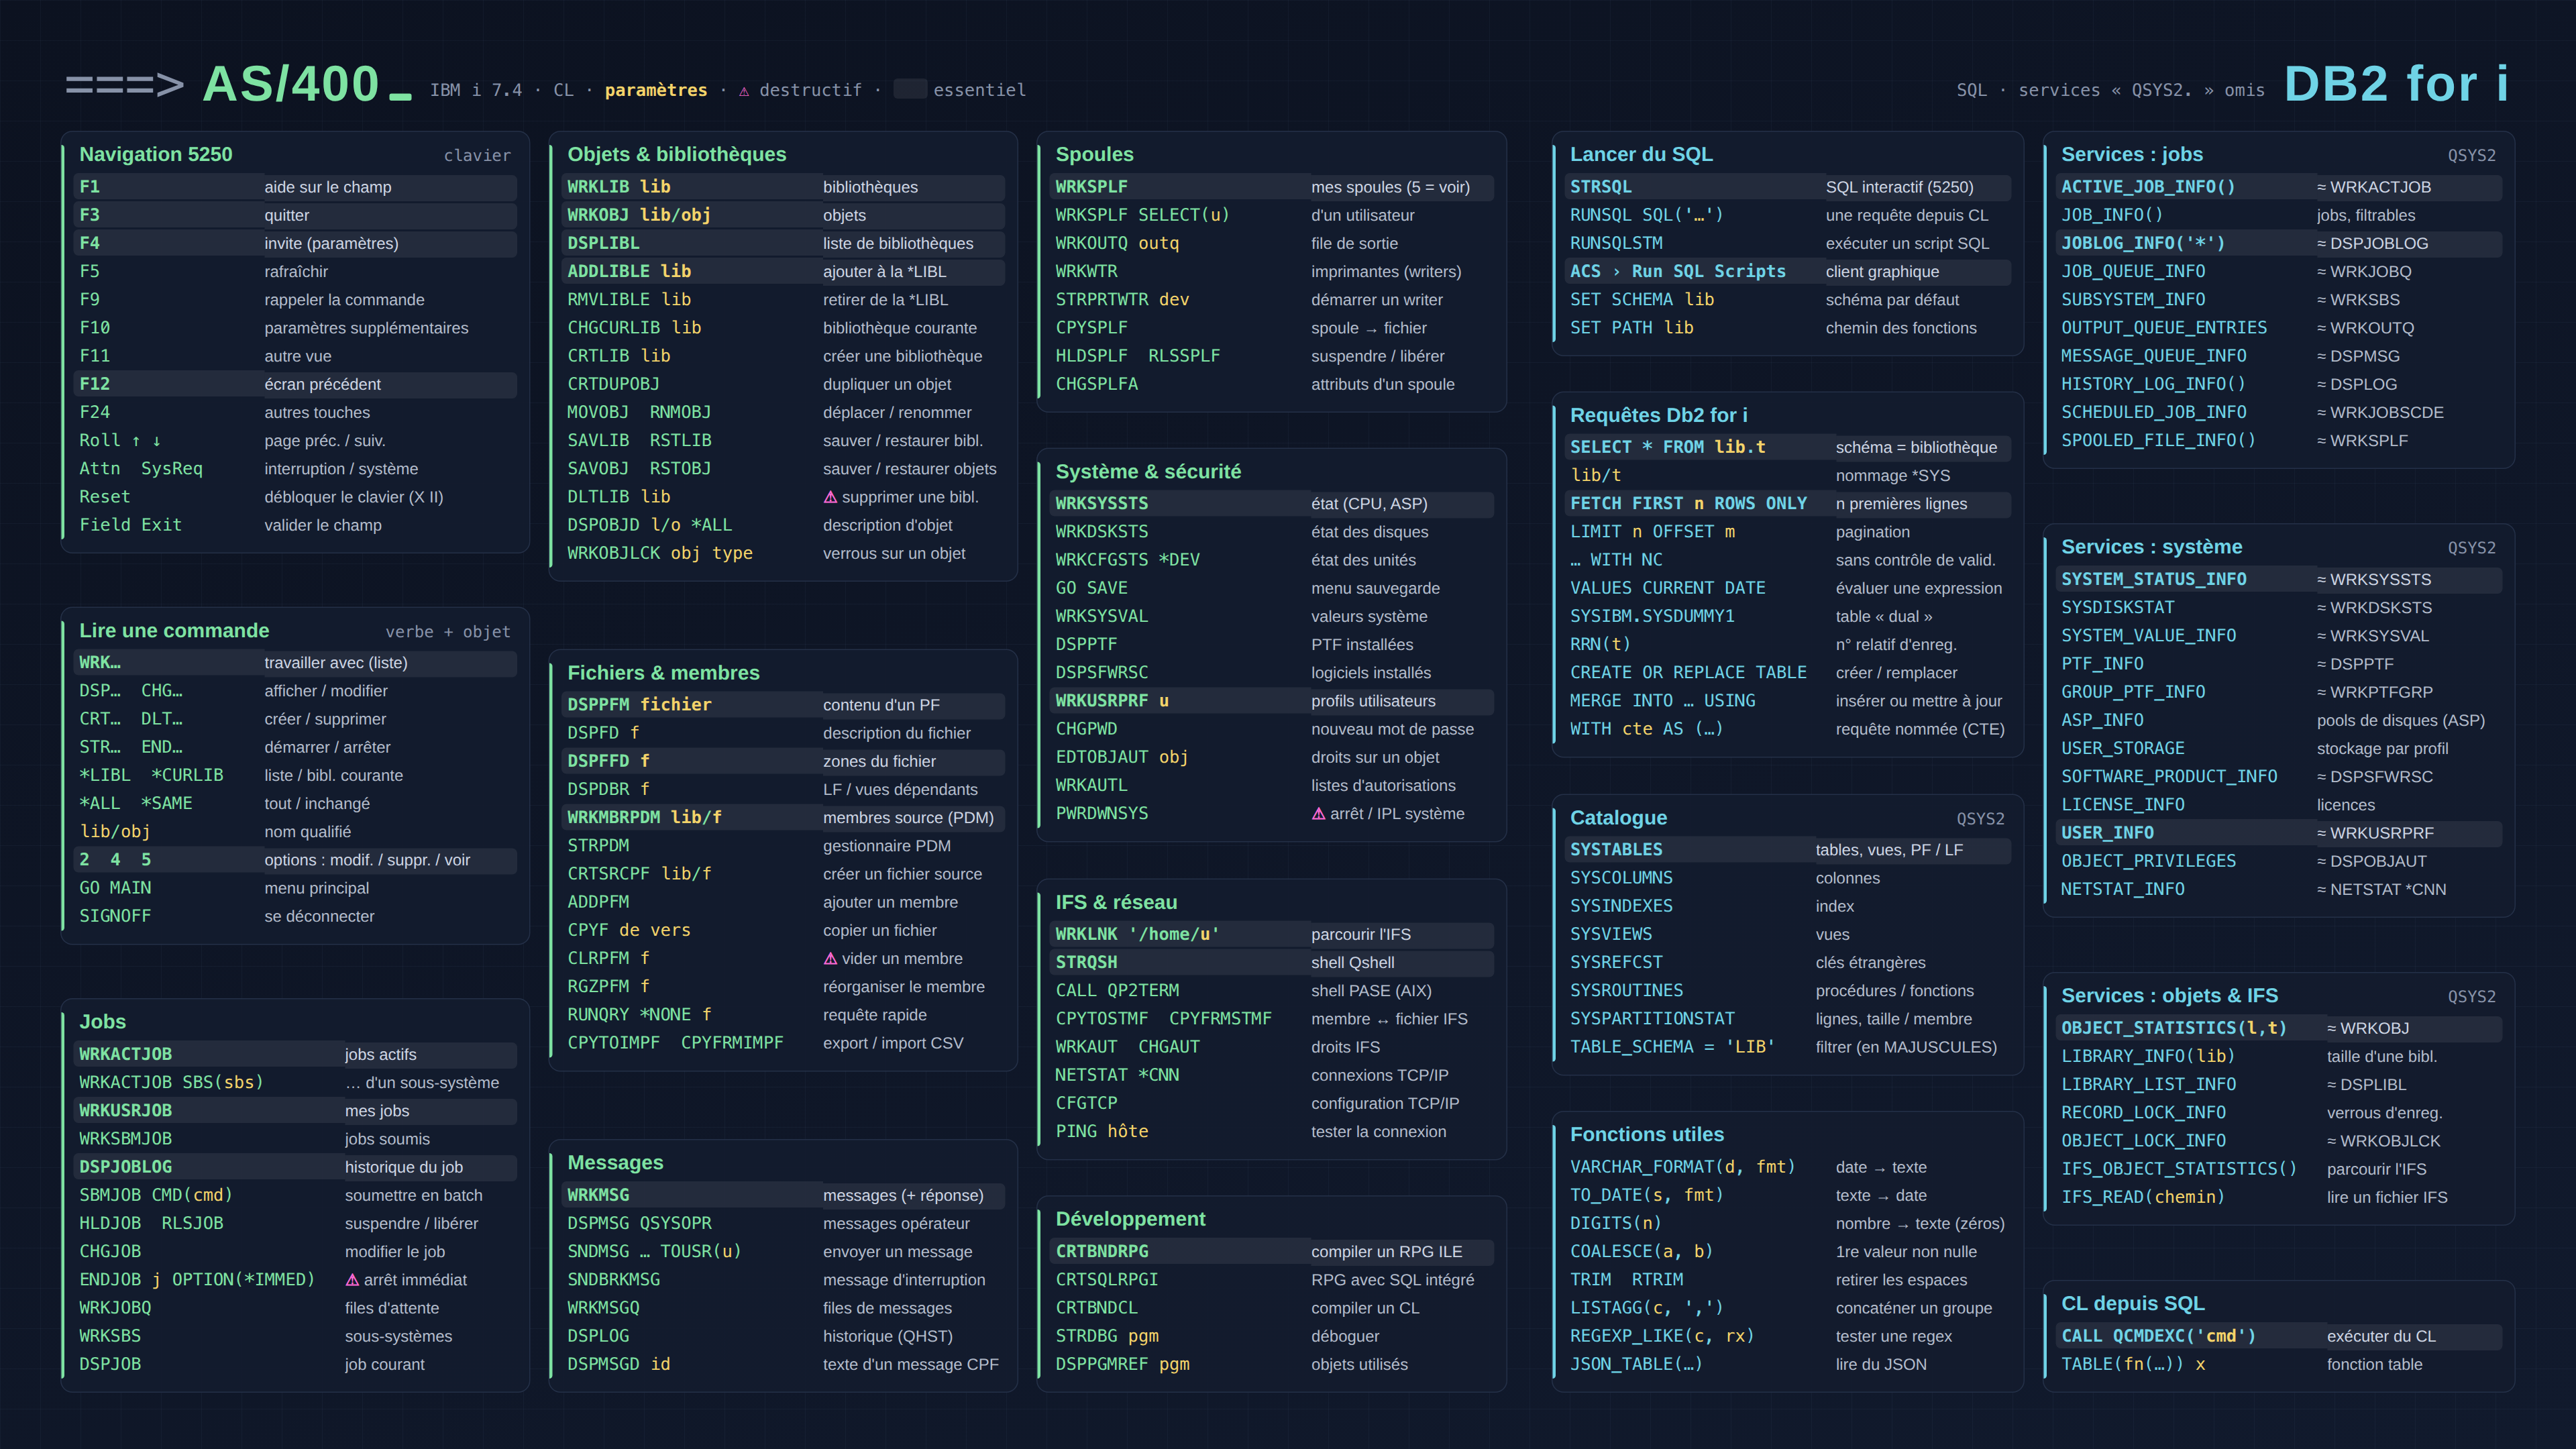 ===> AS/400_ IBM i 7.4 · CL · paramètres · ⚠ destructif · essentiel
SQL · services « QSYS2. » omis DB2 for i
Navigation 5250 clavier
F1 aide sur le champ
F3 quitter
F4 invite (paramètres)
F5 rafraîchir
F9 rappeler la commande
F10 paramètres supplémentaires
F11 autre vue
F12 écran précédent
F24 autres touches
Roll ↑ ↓ page préc. / suiv.
Attn SysReq interruption / système
Reset débloquer le clavier (X II)
Field Exit valider le champ
Lire une commande verbe + objet
WRK… travailler avec (liste)
DSP… CHG… afficher / modifier
CRT… DLT… créer / supprimer
STR… END… démarrer / arrêter
*LIBL *CURLIB liste / bibl. courante
*ALL *SAME tout / inchangé
lib/obj nom qualifié
2 4 5 options : modif. / suppr. / voir
GO MAIN menu principal
SIGNOFF se déconnecter
Jobs
WRKACTJOB jobs actifs
WRKACTJOB SBS(sbs) … d'un sous-système
WRKUSRJOB mes jobs
WRKSBMJOB jobs soumis
DSPJOBLOG historique du job
SBMJOB CMD(cmd) soumettre en batch
HLDJOB RLSJOB suspendre / libérer
CHGJOB modifier le job
ENDJOB j OPTION(*IMMED) ⚠ arrêt immédiat
WRKJOBQ files d'attente
WRKSBS sous-systèmes
DSPJOB job courant
Objets & bibliothèques
WRKLIB lib bibliothèques
WRKOBJ lib/obj objets
DSPLIBL liste de bibliothèques
ADDLIBLE lib ajouter à la *LIBL
RMVLIBLE lib retirer de la *LIBL
CHGCURLIB lib bibliothèque courante
CRTLIB lib créer une bibliothèque
CRTDUPOBJ dupliquer un objet
MOVOBJ RNMOBJ déplacer / renommer
SAVLIB RSTLIB sauver / restaurer bibl.
SAVOBJ RSTOBJ sauver / restaurer objets
DLTLIB lib ⚠ supprimer une bibl.
DSPOBJD l/o *ALL description d'objet
WRKOBJLCK obj type verrous sur un objet
Fichiers & membres
DSPPFM fichier contenu d'un PF
DSPFD f description du fichier
DSPFFD f zones du fichier
DSPDBR f LF / vues dépendants
WRKMBRPDM lib/f membres source (PDM)
STRPDM gestionnaire PDM
CRTSRCPF lib/f créer un fichier source
ADDPFM ajouter un membre
CPYF de vers copier un fichier
CLRPFM f ⚠ vider un membre
RGZPFM f réorganiser le membre
RUNQRY *NONE f requête rapide
CPYTOIMPF CPYFRMIMPF export / import CSV
Messages
WRKMSG messages (+ réponse)
DSPMSG QSYSOPR messages opérateur
SNDMSG … TOUSR(u) envoyer un message
SNDBRKMSG message d'interruption
WRKMSGQ files de messages
DSPLOG historique (QHST)
DSPMSGD id texte d'un message CPF
Spoules
WRKSPLF mes spoules (5 = voir)
WRKSPLF SELECT(u) d'un utilisateur
WRKOUTQ outq file de sortie
WRKWTR imprimantes (writers)
STRPRTWTR dev démarrer un writer
CPYSPLF spoule → fichier
HLDSPLF RLSSPLF suspendre / libérer
CHGSPLFA attributs d'un spoule
Système & sécurité
WRKSYSSTS état (CPU, ASP)
WRKDSKSTS état des disques
WRKCFGSTS *DEV état des unités
GO SAVE menu sauvegarde
WRKSYSVAL valeurs système
DSPPTF PTF installées
DSPSFWRSC logiciels installés
WRKUSRPRF u profils utilisateurs
CHGPWD nouveau mot de passe
EDTOBJAUT obj droits sur un objet
WRKAUTL listes d'autorisations
PWRDWNSYS ⚠ arrêt / IPL système
IFS & réseau
WRKLNK '/home/u' parcourir l'IFS
STRQSH shell Qshell
CALL QP2TERM shell PASE (AIX)
CPYTOSTMF CPYFRMSTMF membre ↔ fichier IFS
WRKAUT CHGAUT droits IFS
NETSTAT *CNN connexions TCP/IP
CFGTCP configuration TCP/IP
PING hôte tester la connexion
Développement
CRTBNDRPG compiler un RPG ILE
CRTSQLRPGI RPG avec SQL intégré
CRTBNDCL compiler un CL
STRDBG pgm déboguer
DSPPGMREF pgm objets utilisés
Lancer du SQL
STRSQL SQL interactif (5250)
RUNSQL SQL('…') une requête depuis CL
RUNSQLSTM exécuter un script SQL
ACS › Run SQL Scripts client graphique
SET SCHEMA lib schéma par défaut
SET PATH lib chemin des fonctions
Requêtes Db2 for i
SELECT * FROM lib.t schéma = bibliothèque
lib/t nommage *SYS
FETCH FIRST n ROWS ONLY n premières lignes
LIMIT n OFFSET m pagination
… WITH NC sans contrôle de valid.
VALUES CURRENT DATE évaluer une expression
SYSIBM.SYSDUMMY1 table « dual »
RRN(t) n° relatif d'enreg.
CREATE OR REPLACE TABLE créer / remplacer
MERGE INTO … USING insérer ou mettre à jour
WITH cte AS (…) requête nommée (CTE)
Catalogue QSYS2
SYSTABLES tables, vues, PF / LF
SYSCOLUMNS colonnes
SYSINDEXES index
SYSVIEWS vues
SYSREFCST clés étrangères
SYSROUTINES procédures / fonctions
SYSPARTITIONSTAT lignes, taille / membre
TABLE_SCHEMA = 'LIB' filtrer (en MAJUSCULES)
Fonctions utiles
VARCHAR_FORMAT(d, fmt) date → texte
TO_DATE(s, fmt) texte → date
DIGITS(n) nombre → texte (zéros)
COALESCE(a, b) 1re valeur non nulle
TRIM RTRIM retirer les espaces
LISTAGG(c, ',') concaténer un groupe
REGEXP_LIKE(c, rx) tester une regex
JSON_TABLE(…) lire du JSON
Services : jobs QSYS2
ACTIVE_JOB_INFO() ≈ WRKACTJOB
JOB_INFO() jobs, filtrables
JOBLOG_INFO('*') ≈ DSPJOBLOG
JOB_QUEUE_INFO ≈ WRKJOBQ
SUBSYSTEM_INFO ≈ WRKSBS
OUTPUT_QUEUE_ENTRIES ≈ WRKOUTQ
MESSAGE_QUEUE_INFO ≈ DSPMSG
HISTORY_LOG_INFO() ≈ DSPLOG
SCHEDULED_JOB_INFO ≈ WRKJOBSCDE
SPOOLED_FILE_INFO() ≈ WRKSPLF
Services : système QSYS2
SYSTEM_STATUS_INFO ≈ WRKSYSSTS
SYSDISKSTAT ≈ WRKDSKSTS
SYSTEM_VALUE_INFO ≈ WRKSYSVAL
PTF_INFO ≈ DSPPTF
GROUP_PTF_INFO ≈ WRKPTFGRP
ASP_INFO pools de disques (ASP)
USER_STORAGE stockage par profil
SOFTWARE_PRODUCT_INFO ≈ DSPSFWRSC
LICENSE_INFO licences
USER_INFO ≈ WRKUSRPRF
OBJECT_PRIVILEGES ≈ DSPOBJAUT
NETSTAT_INFO ≈ NETSTAT *CNN
Services : objets & IFS QSYS2
OBJECT_STATISTICS(l,t) ≈ WRKOBJ
LIBRARY_INFO(lib) taille d'une bibl.
LIBRARY_LIST_INFO ≈ DSPLIBL
RECORD_LOCK_INFO verrous d'enreg.
OBJECT_LOCK_INFO ≈ WRKOBJLCK
IFS_OBJECT_STATISTICS() parcourir l'IFS
IFS_READ(chemin) lire un fichier IFS
CL depuis SQL
CALL QCMDEXC('cmd') exécuter du CL
TABLE(fn(…)) x fonction table